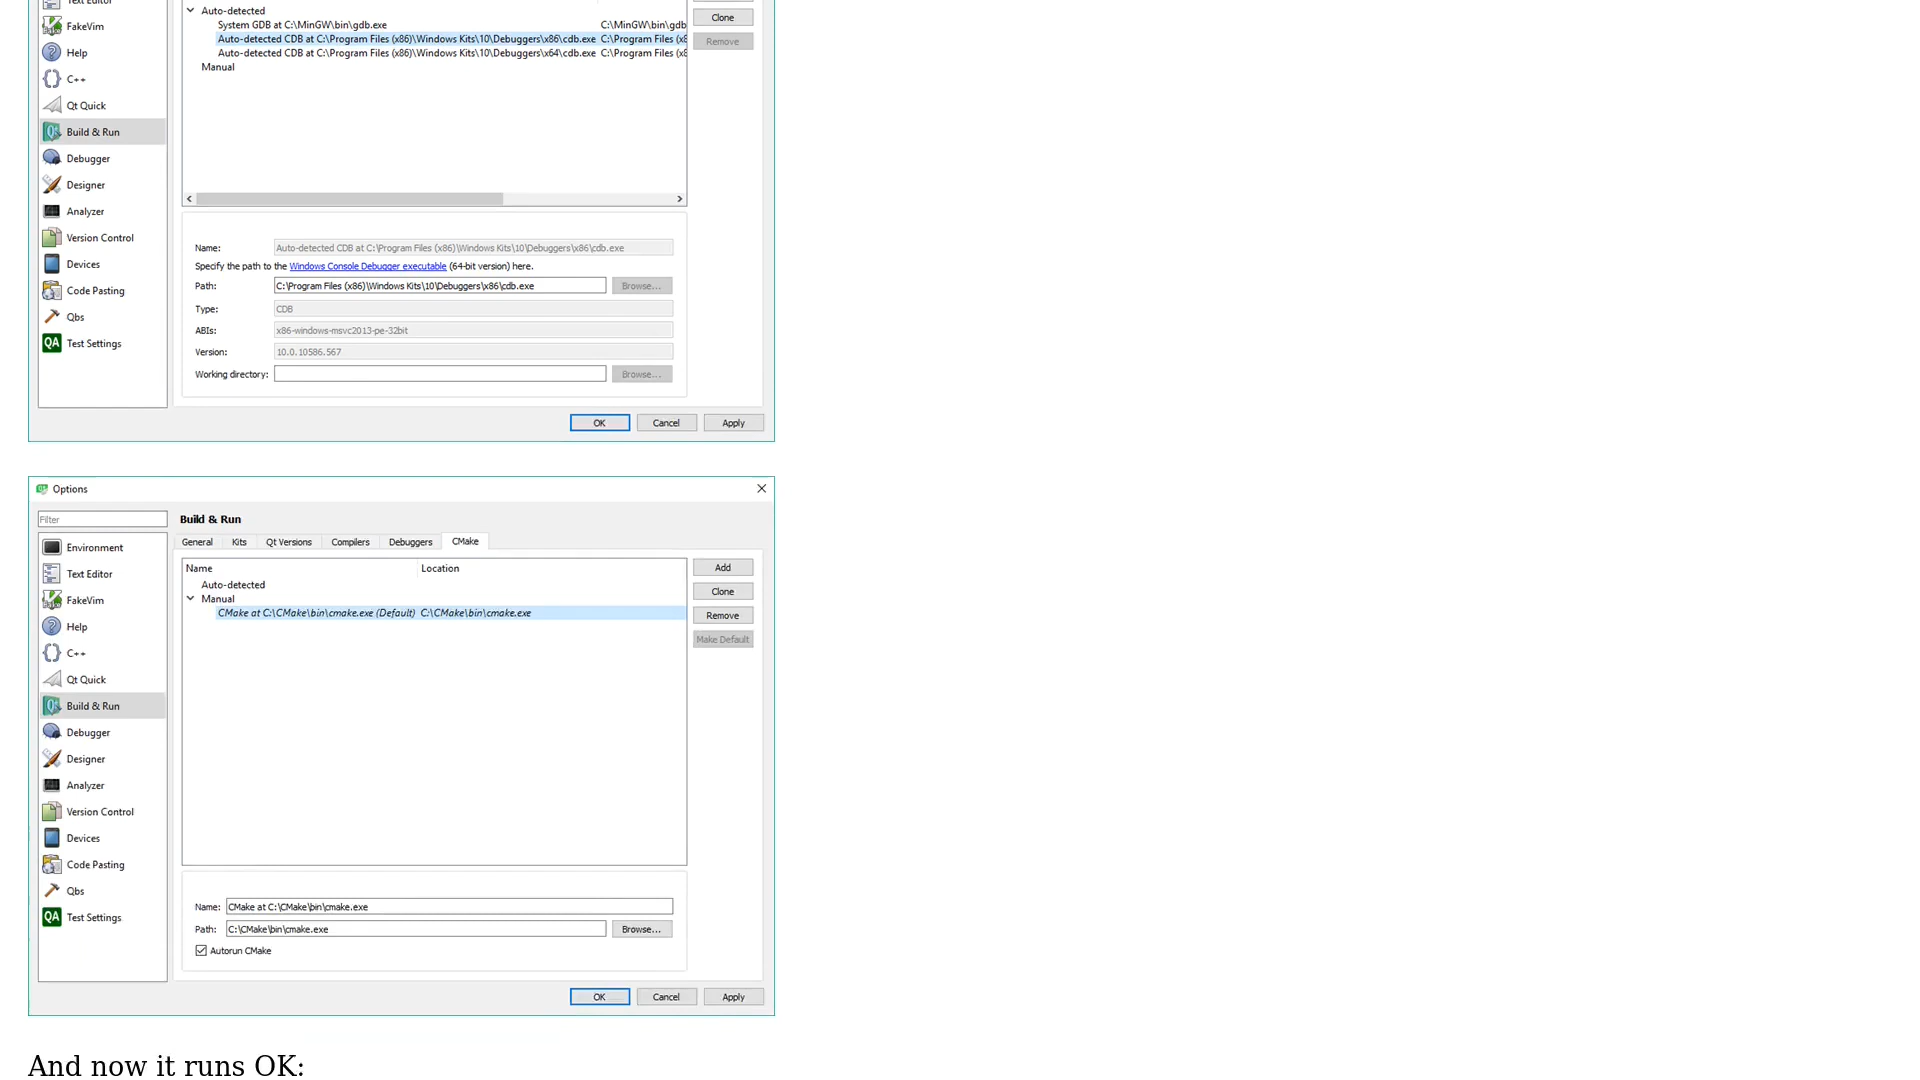 Text Editor
FakeVim
Help
C++
Qt Quick
Build & Run
Debugger
Designer
Analyzer
Version Control
Devices
Code Pasting
Qbs
Test Settings
Auto-detected
System GDB at C:\MinGW\bin\gdb.exe C:\MinGW\bin\gdb
Auto-detected CDB at C:\Program Files (x86)\Windows Kits\10\Debuggers\x86\cdb.exe C:\Program Files (x8
Auto-detected CDB at C:\Program Files (x86)\Windows Kits\10\Debuggers\x64\cdb.exe C:\Program Files (x8
Manual
Clone
Remove
Name: Auto-detected CDB at C:\Program Files (x86)\Windows Kits\10\Debuggers\x86\cdb.exe
Specify the path to the Windows Console Debugger executable (64-bit version) here.
Path: C:\Program Files (x86)\Windows Kits\10\Debuggers\x86\cdb.exe Browse...
Type: CDB
ABIs: x86-windows-msvc2013-pe-32bit
Version: 10.0.10586.567
Working directory: Browse...
OK Cancel Apply
Options
Filter
Environment
Text Editor
FakeVim
Help
C++
Qt Quick
Build & Run
Debugger
Designer
Analyzer
Version Control
Devices
Code Pasting
Qbs
Test Settings
Build & Run
General Kits Qt Versions Compilers Debuggers CMake
Name Location
Auto-detected
Manual
CMake at C:\CMake\bin\cmake.exe (Default) C:\CMake\bin\cmake.exe
Add
Clone
Remove
Make Default
Name: CMake at C:\CMake\bin\cmake.exe
Path: C:\CMake\bin\cmake.exe Browse...
Autorun CMake
OK Cancel Apply
And now it runs OK: